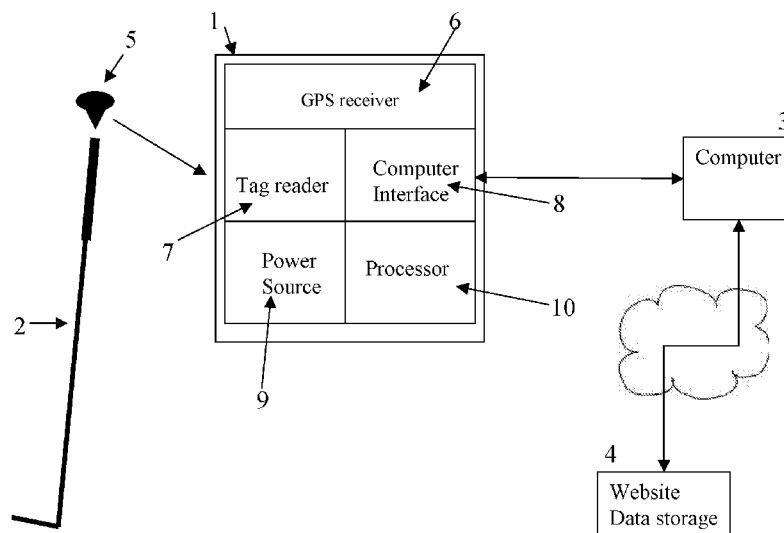 5
1
6
GPS receiver
3
Computer
Tag reader
Computer
Interface
8
7
Power
Source
Processor
10
2
9
4
Website
Data storage